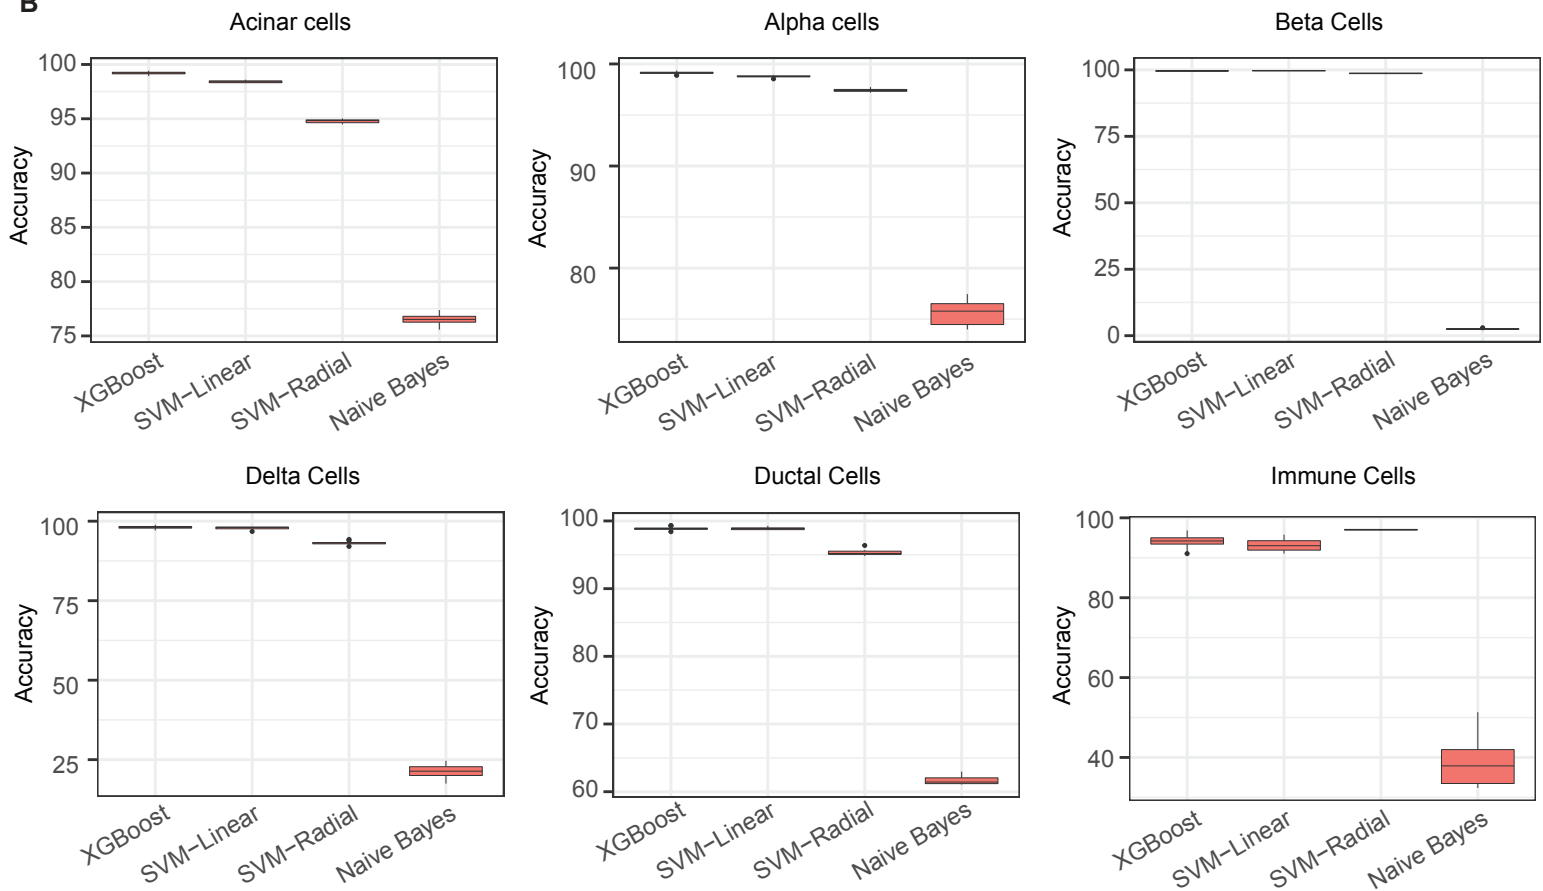 B
Acinar cells
Alpha cells
Beta Cells
Accuracy
100
95
90
85
80
75
XGBoost
SVM−Linear
SVM−Radial
Naive Bayes
Accuracy
100
90
80
XGBoost
SVM−Linear
SVM−Radial
Naive Bayes
Accuracy
100
75
50
25
0
XGBoost
SVM−Linear
SVM−Radial
Naive Bayes
Delta Cells
Ductal Cells
Immune Cells
Accuracy
100
75
50
25
XGBoost
SVM−Linear
SVM−Radial
Naive Bayes
Accuracy
100
90
80
70
60
XGBoost
SVM−Linear
SVM−Radial
Naive Bayes
Accuracy
100
80
60
40
XGBoost
SVM−Linear
SVM−Radial
Naive Bayes